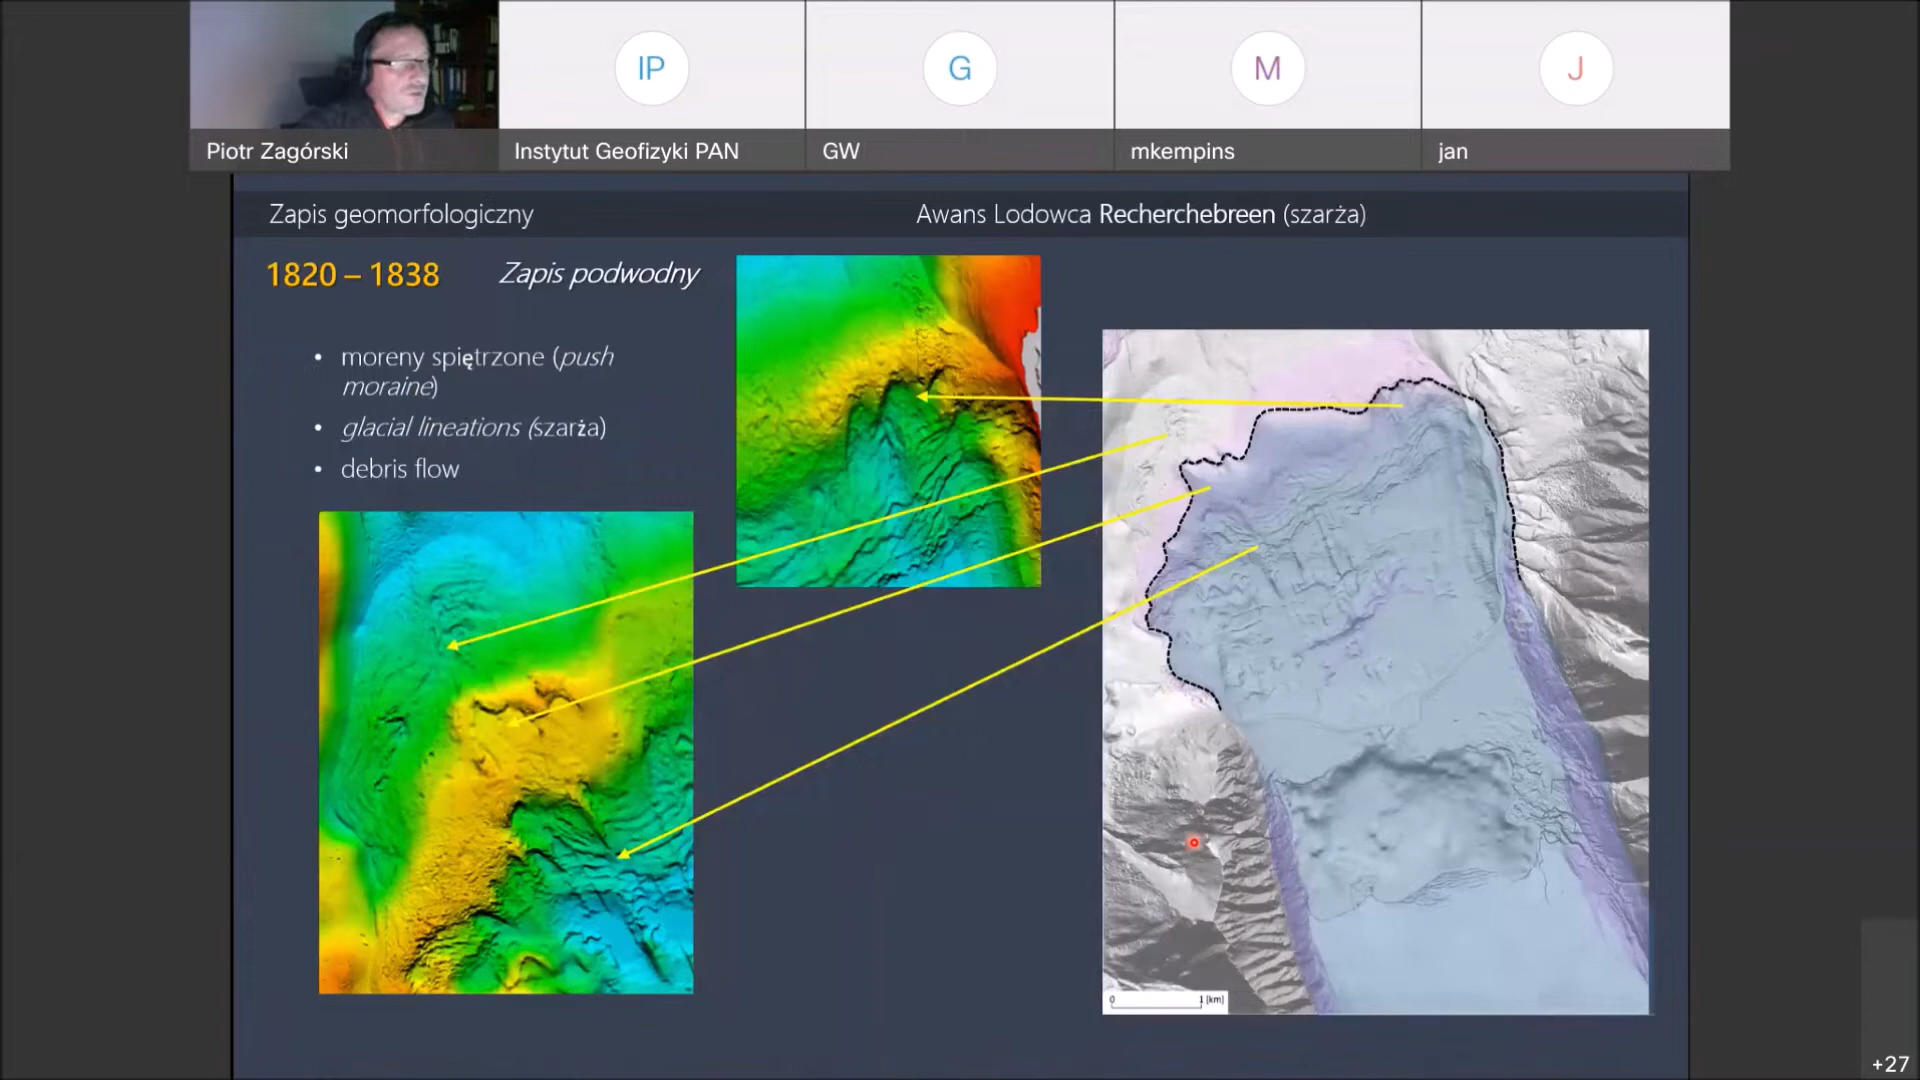 IP
G
M
J
Piotr Zagórski
Instytut Geofizyki PAN
GW
mkempins
jan
Zapis geomorfologiczny
Awans Lodowca Recherchebreen (szarża)
1820 – 1838
Zapis podwodny
• moreny spiętrzone (push
moraine)
• glacial lineations (szarża)
• debris flow
0 1 (km)
+27